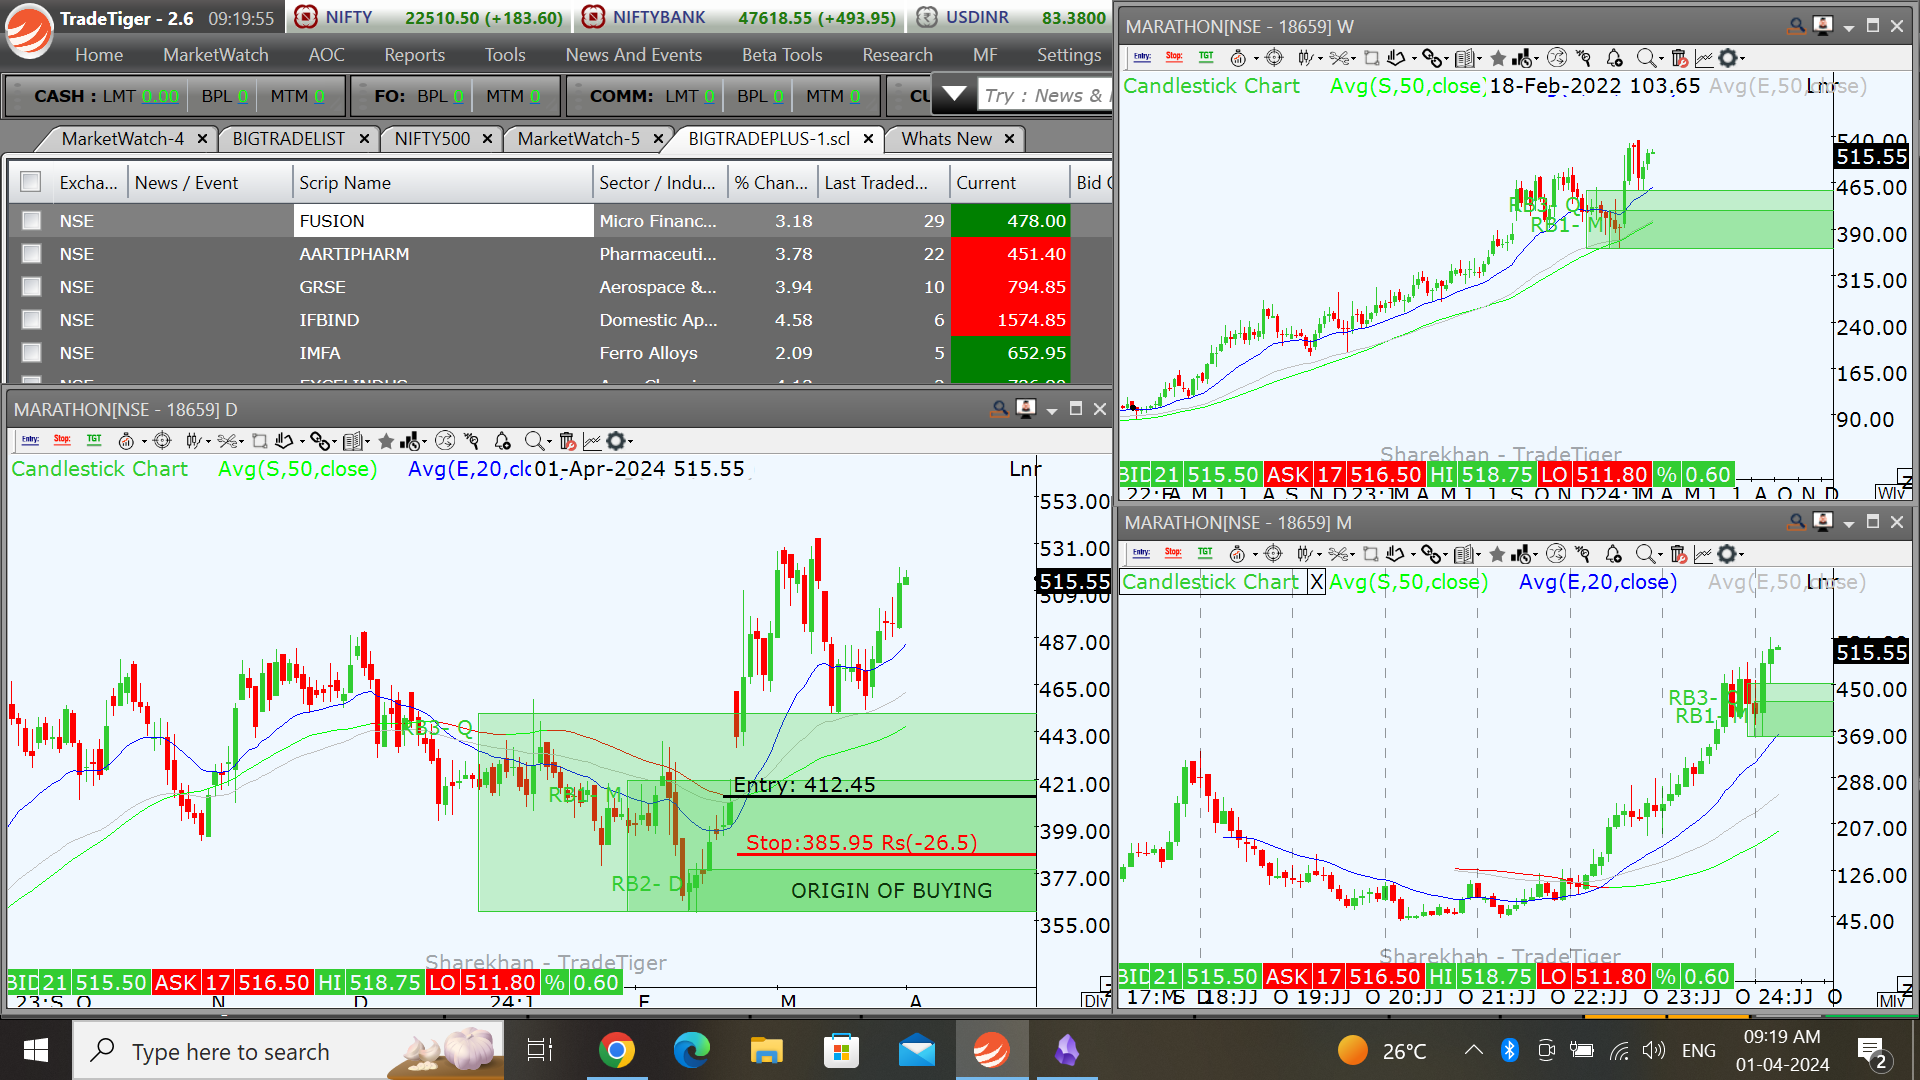 TradeTiger - 2.6 09:19:55 NIFTY 22510.50 (+183.60) NIFTYBANK 47618.55 (+493.95) USDINR 83.3800
Home MarketWatch AOC Reports Tools News And Events Beta Tools Research MF Settings
CASH : LMT 0.00 BPL 0 MTM 0 FO: BPL 0 MTM 0 COMM: LMT 0 BPL 0 MTM 0 Try : News &
MarketWatch-4 BIGTRADELIST NIFTY500 MarketWatch-5 BIGTRADEPLUS-1.scl Whats New
Excha... News / Event Scrip Name Sector / Indu... % Chan... Last Traded... Current Bid
NSE FUSION Micro Financ... 3.18 29 478.00
NSE AARTIPHARM Pharmaceuti... 3.78 22 451.40
NSE GRSE Aerospace &... 3.94 10 794.85
NSE IFBIND Domestic Ap... 4.58 6 1574.85
NSE IMFA Ferro Alloys 2.09 5 652.95
MARATHON[NSE - 18659] D
Entry: Stop: TGT
Candlestick Chart Avg(S,50,close) Avg(E,20,clc 01-Apr-2024 515.55 Lnr
553.00
531.00
515.55
509.00
487.00
465.00
443.00
421.00
399.00
377.00
355.00
RB3- Q
Entry: 412.45
RB1- M
Stop:385.95 Rs(-26.5)
RB2- D
ORIGIN OF BUYING
Sharekhan - TradeTiger
BID 21 515.50 ASK 17 516.50 HI 518.75 LO 511.80 % 0.60
23:S O N D 24:J F M A Dly
MARATHON[NSE - 18659] W
Entry: Stop: TGT
Candlestick Chart Avg(S,50,close) 18-Feb-2022 103.65 Avg(E,50,close) Lnr
540.00
515.55
465.00
390.00
315.00
240.00
165.00
90.00
RB3- Q
RB1- M
Sharekhan - TradeTiger
BID 21 515.50 ASK 17 516.50 HI 518.75 LO 511.80 % 0.60
Wly
MARATHON[NSE - 18659] M
Entry: Stop: TGT
Candlestick Chart X Avg(S,50,close) Avg(E,20,close) Avg(E,50,close) Lnr
515.55
450.00
369.00
288.00
207.00
126.00
45.00
RB3-
RB1- M
Sharekhan - TradeTiger
BID 21 515.50 ASK 17 516.50 HI 518.75 LO 511.80 % 0.60
17:M S D 18:JJ O 19:JJ O 20:JJ O 21:JJ O 22:JJ O 23:JJ O 24:JJ O Mly
Type here to search
26°C ENG 09:19 AM
01-04-2024 2